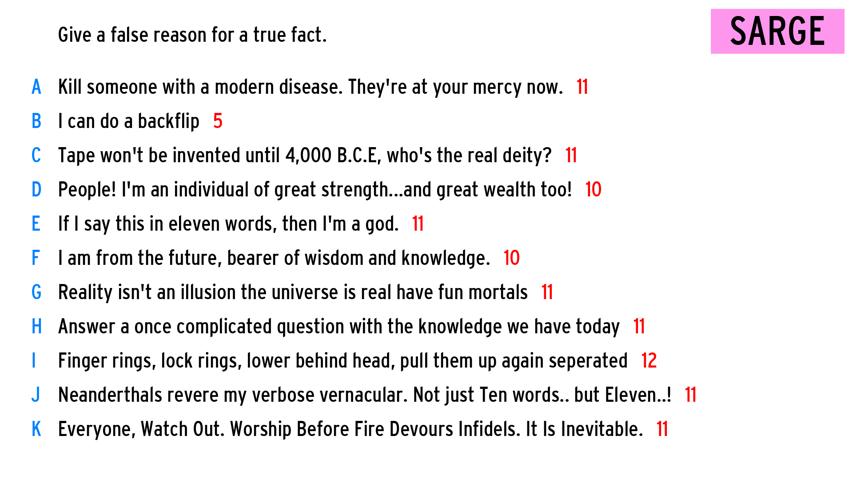 Give a false reason for a true fact.
SARGE
A Kill someone with a modern disease. They're at your mercy now. 11
B I can do a backflip 5
C Tape won't be invented until 4,000 B.C.E, who's the real deity? 11
D People! I'm an individual of great strength...and great wealth too! 10
E If I say this in eleven words, then I'm a god. 11
F I am from the future, bearer of wisdom and knowledge. 10
G Reality isn't an illusion the universe is real have fun mortals 11
H Answer a once complicated question with the knowledge we have today 11
I Finger rings, lock rings, lower behind head, pull them up again seperated 12
J Neanderthals revere my verbose vernacular. Not just Ten words.. but Eleven..! 11
K Everyone, Watch Out. Worship Before Fire Devours Infidels. It Is Inevitable. 11